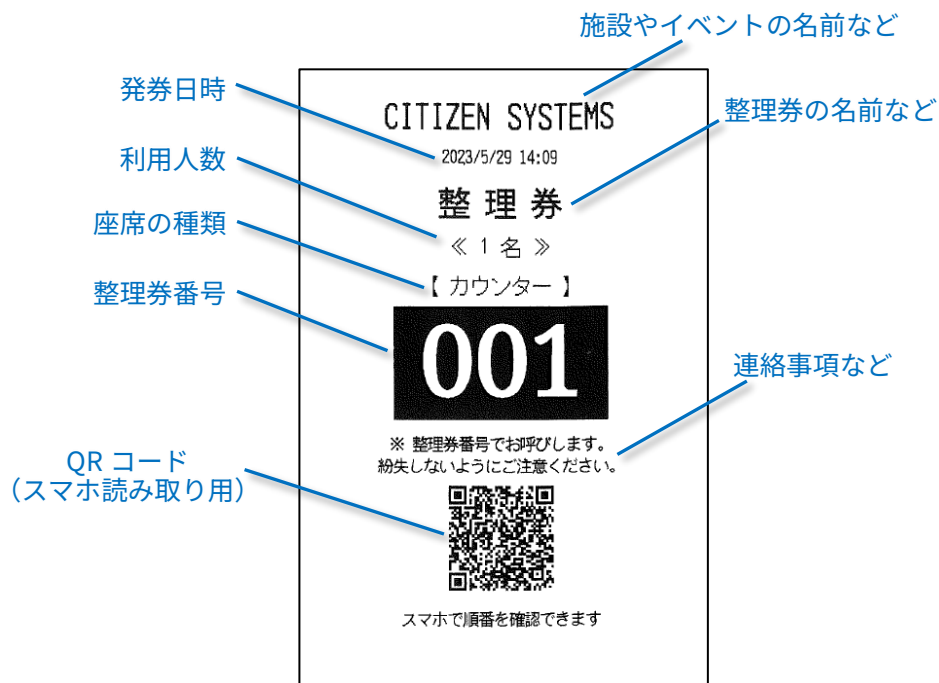 施設やイベントの名前など
発券日時
CITIZEN SYSTEMS
整理券の名前など
2023/5/29 14:09
利用人数
整理券
≪ 1 名 ≫
座席の種類
【 カウンター 】
整理券番号
001
連絡事項など
※ 整理券番号でお呼びします。
紛失しないようにご注意ください。
QR コード
（スマホ読み取り用）
スマホで順番を確認できます